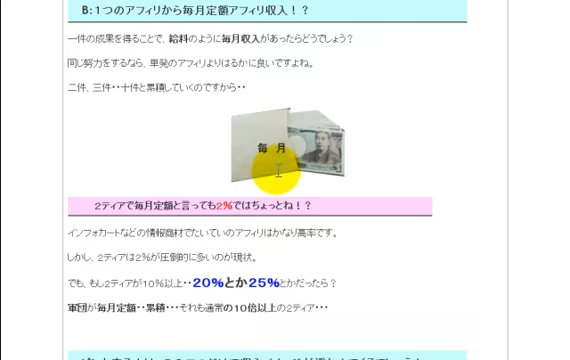 B:1つのアフィリから毎月定額アフィリ収入！？
一件の成果を得ることで、給料のように毎月収入があったらどうでしょう？
同じ努力をするなら、単発のアフィリよりはるかに良いですよね。
二件、三件・・十件と累積していくのですから・・
毎 月
2ティアで毎月定額と言っても2%ではちょっとね！？
インフォカートなどの情報商材でたいていのアフィリはかなり高率です。
しかし、2ティアは2%が圧倒的に多いのが現状。
でも、もし2ティアが10%以上・・20%とか25%とかだったら？
軍団が毎月定額・・累積・・・それも通常の10倍以上の2ティア・・・